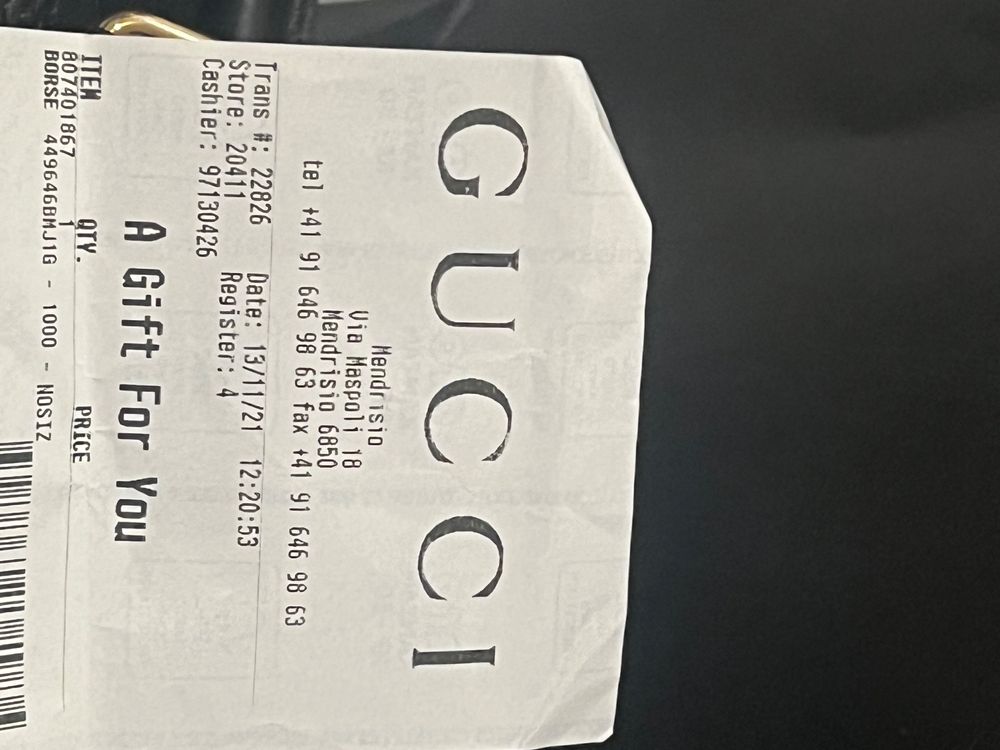 GUCCI
Mendrisio
Via Maspoli 18
Mendrisio 6850
tel +41 91 646 98 63 fax +41 91 646 98 63
Trans #: 22826 Date: 13/11/21 12:20:53
Store: 20411 Register: 4
Cashier: 97130426
A Gift For You
ITEM QTY. PRiCE
807401867 1
BORSE 449646BMJ1G - 1000 - NOSIZ